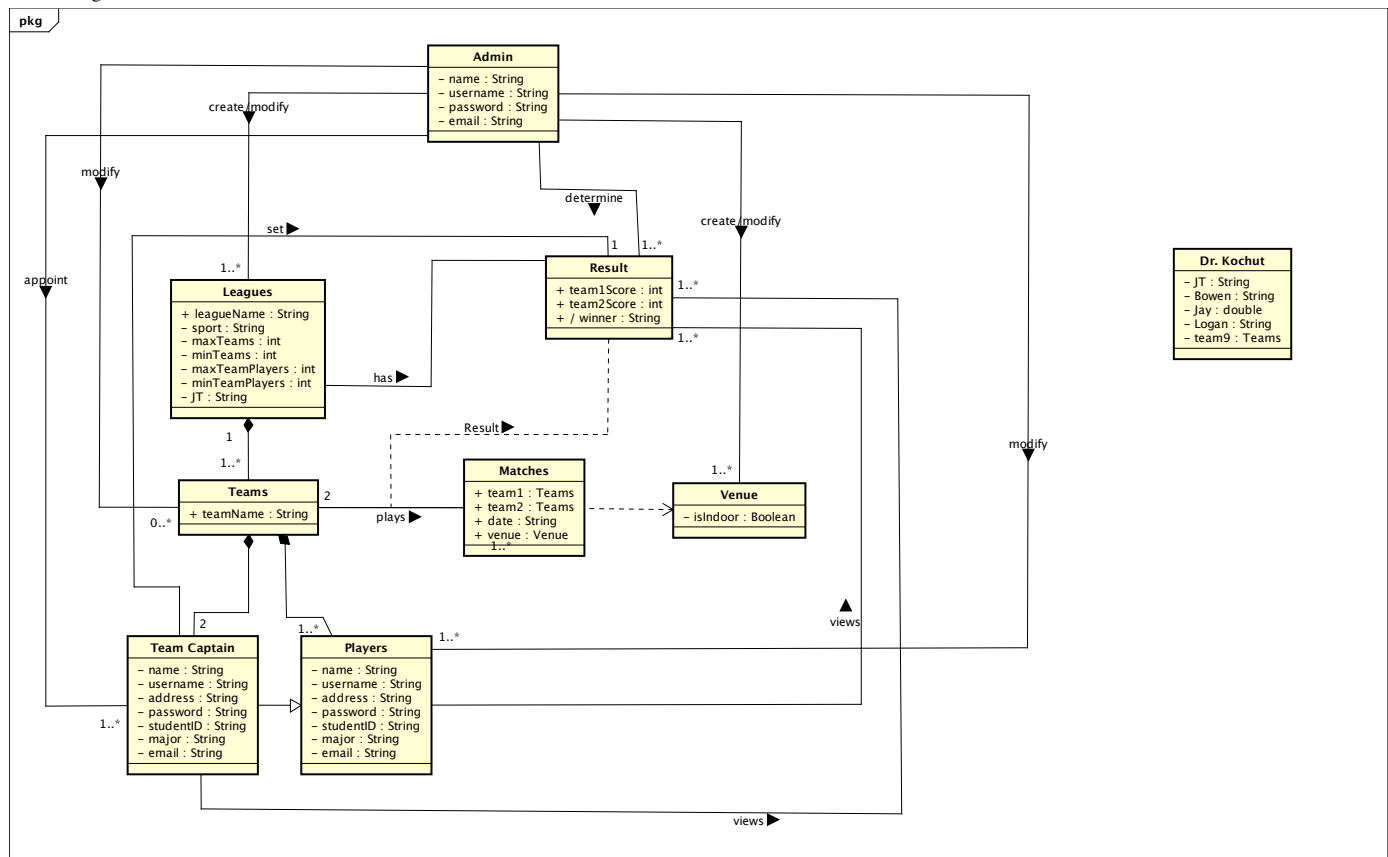 pkg
Admin
– name : String
– username : String
– password : String
– email : String
create/modify
modify
determine
create/modify
set
1
1..*
appoint
1..*
Leagues
+ leagueName : String
– sport : String
– maxTeams : int
– minTeams : int
– maxTeamPlayers : int
– minTeamPlayers : int
– JT : String
Result
+ team1Score : int
+ team2Score : int
+ / winner : String
1..*
1..*
Dr. Kochut
– JT : String
– Bowen : String
– Jay : double
– Logan : String
– team9 : Teams
has
1
Result
modify
1..*
1..*
Teams
+ teamName : String
2
0..*
plays
Matches
+ team1 : Teams
+ team2 : Teams
+ date : String
+ venue : Venue
1..*
Venue
– isIndoor : Boolean
views
2
1..*
1..*
Team Captain
– name : String
– username : String
– address : String
– password : String
– studentID : String
– major : String
– email : String
1..*
Players
– name : String
– username : String
– address : String
– password : String
– studentID : String
– major : String
– email : String
views